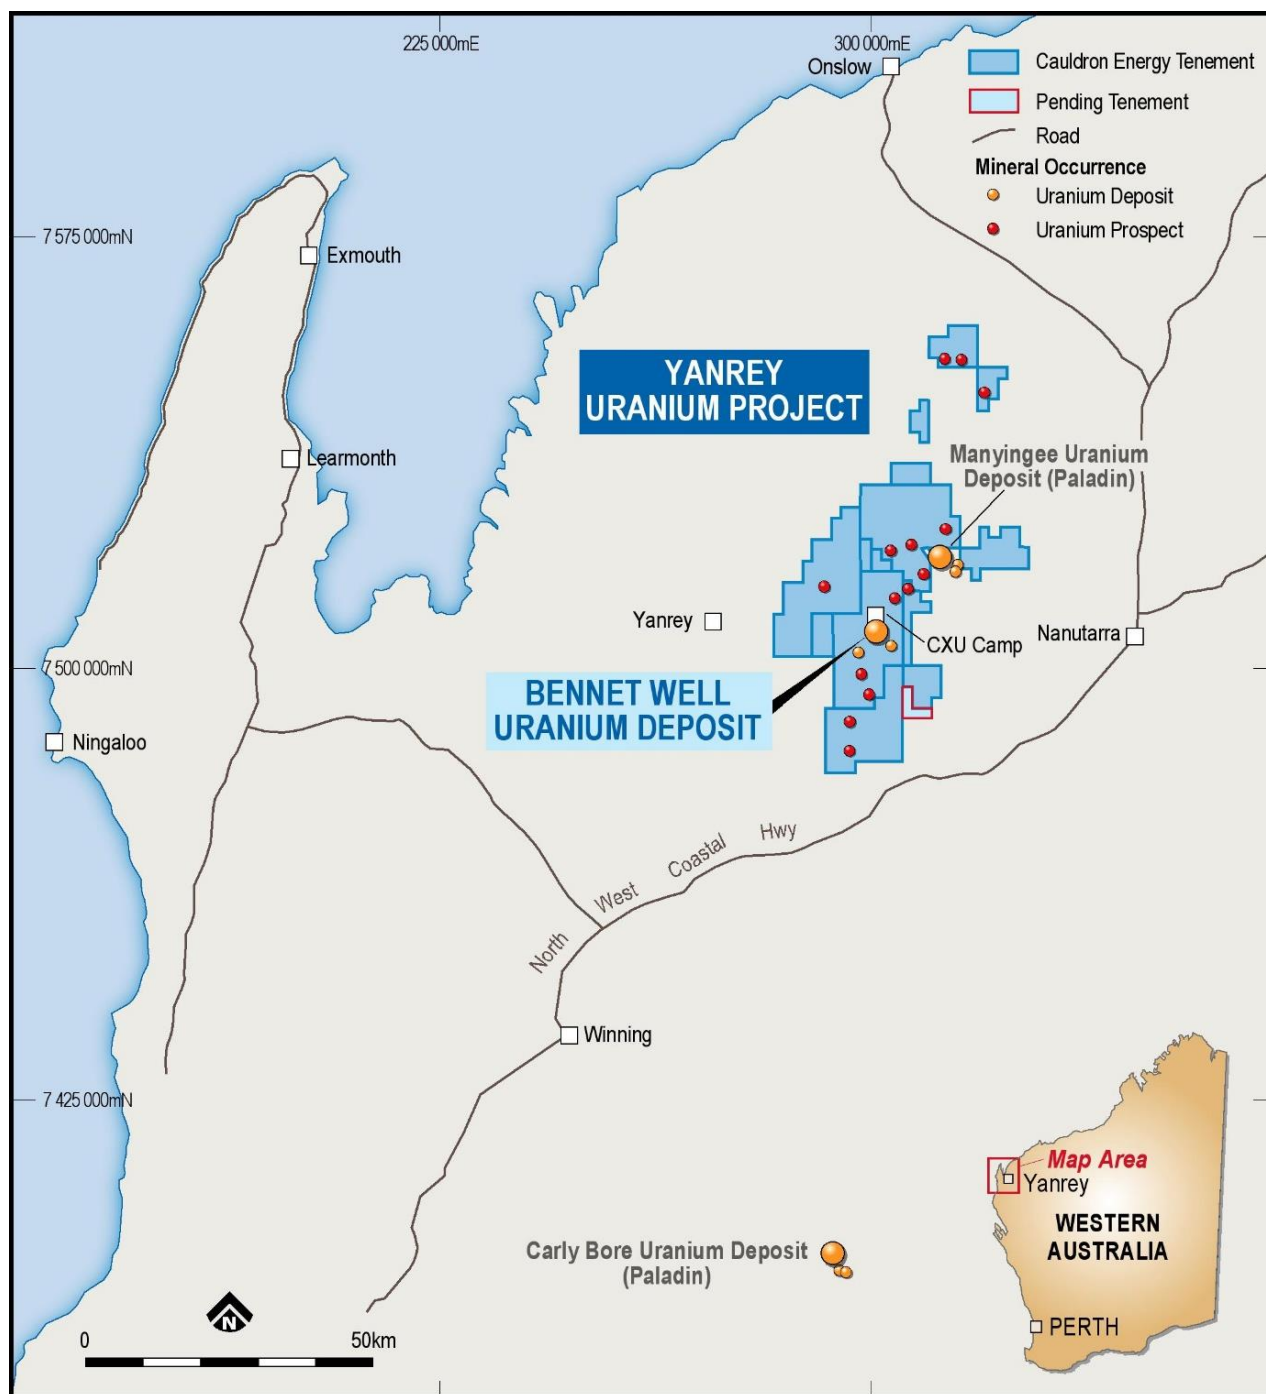 225 000mE
300 000mE
Onslow
Cauldron Energy Tenement
Pending Tenement
Road
Mineral Occurrence
Uranium Deposit
Uranium Prospect
7 575 000mN
Exmouth
YANREY
URANIUM PROJECT
Learmonth
Manyingee Uranium
Deposit (Paladin)
Yanrey
CXU Camp
Nanutarra
7 500 000mN
BENNET WELL
URANIUM DEPOSIT
Ningaloo
North West Coastal Hwy
Winning
7 425 000mN
Map Area
Yanrey
WESTERN
AUSTRALIA
PERTH
Carly Bore Uranium Deposit
(Paladin)
N
0 50km